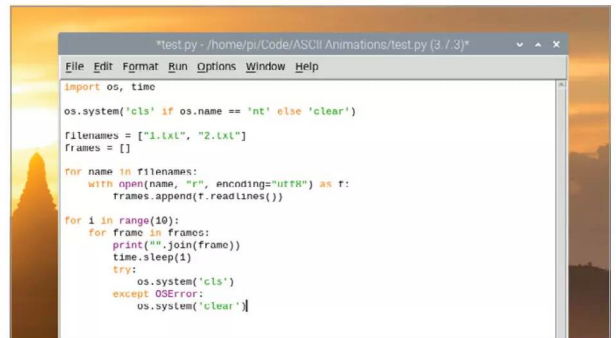 *test.py - /home/pi/Code/ASCII Animations/test.py (3.7.3)*
File Edit Format Run Options Window Help
import os, time
os.system('cls' if os.name == 'nt' else 'clear')
filenames = ["1.txt", "2.txt"]
frames = []
for name in filenames:
with open(name, "r", encoding="utf8") as f:
frames.append(f.readlines())
for i in range(10):
for frame in frames:
print("".join(frame))
time.sleep(1)
try:
os.system('cls')
except OSError:
os.system('clear')